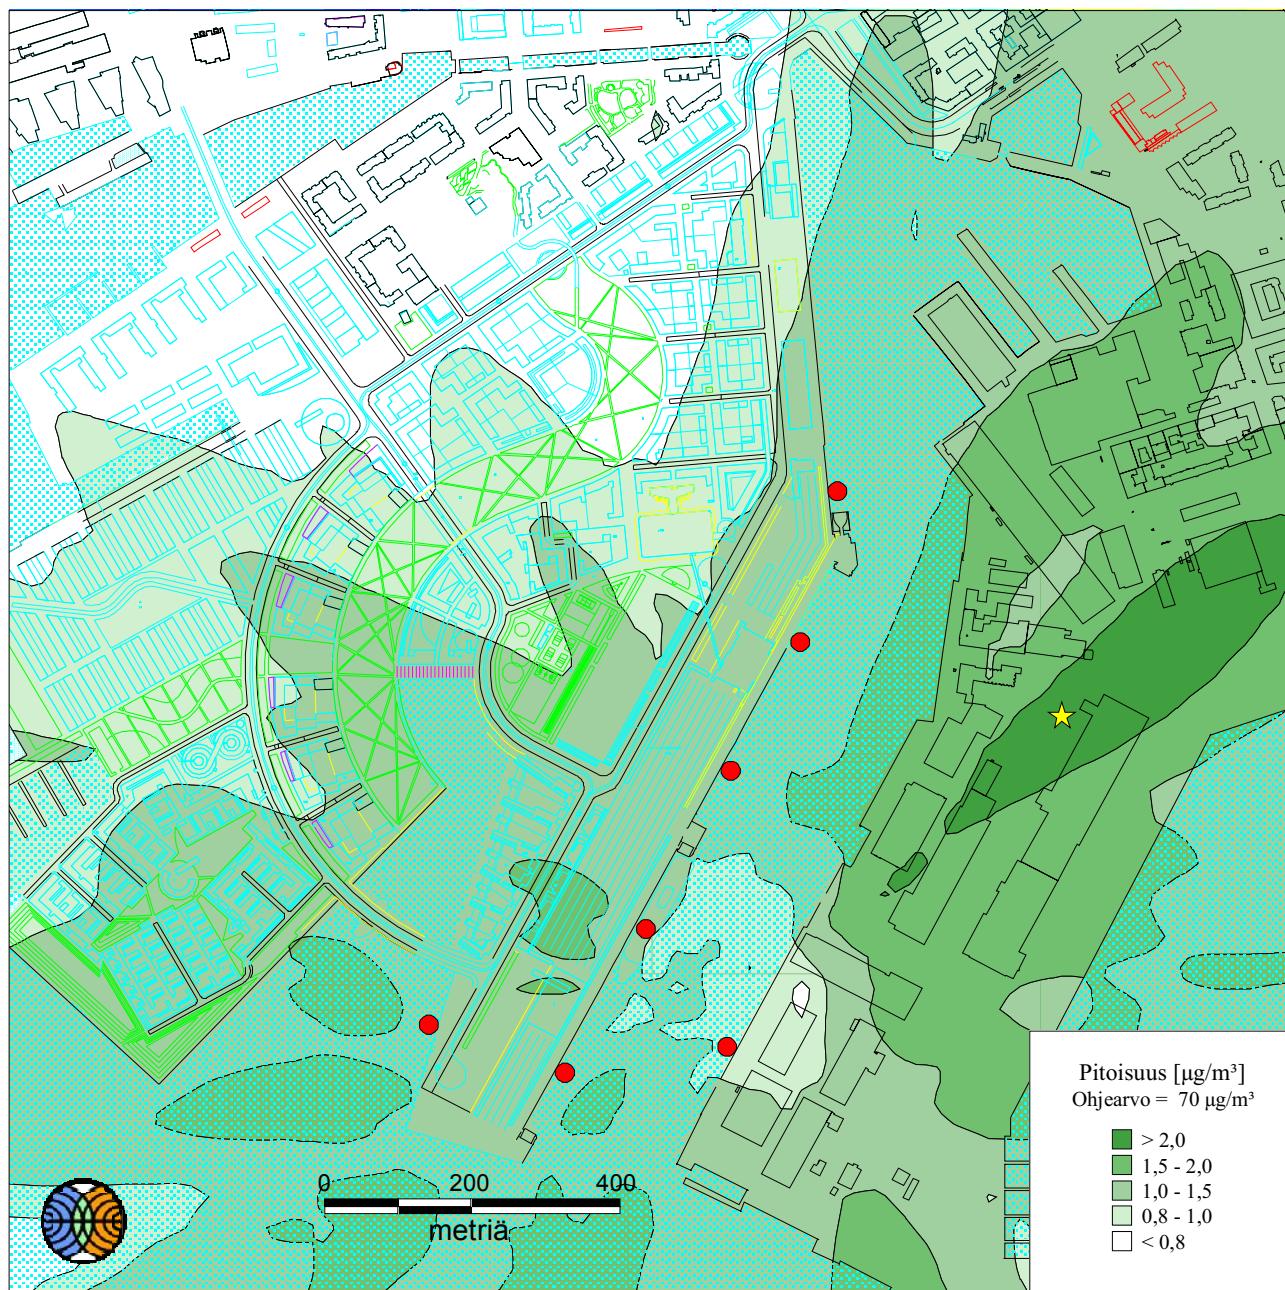 Pitoisuus [µg/m³]
Ohjearvo = 70 µg/m³
> 2,0
1,5 - 2,0
1,0 - 1,5
0,8 - 1,0
< 0,8
0 200 400
metriä